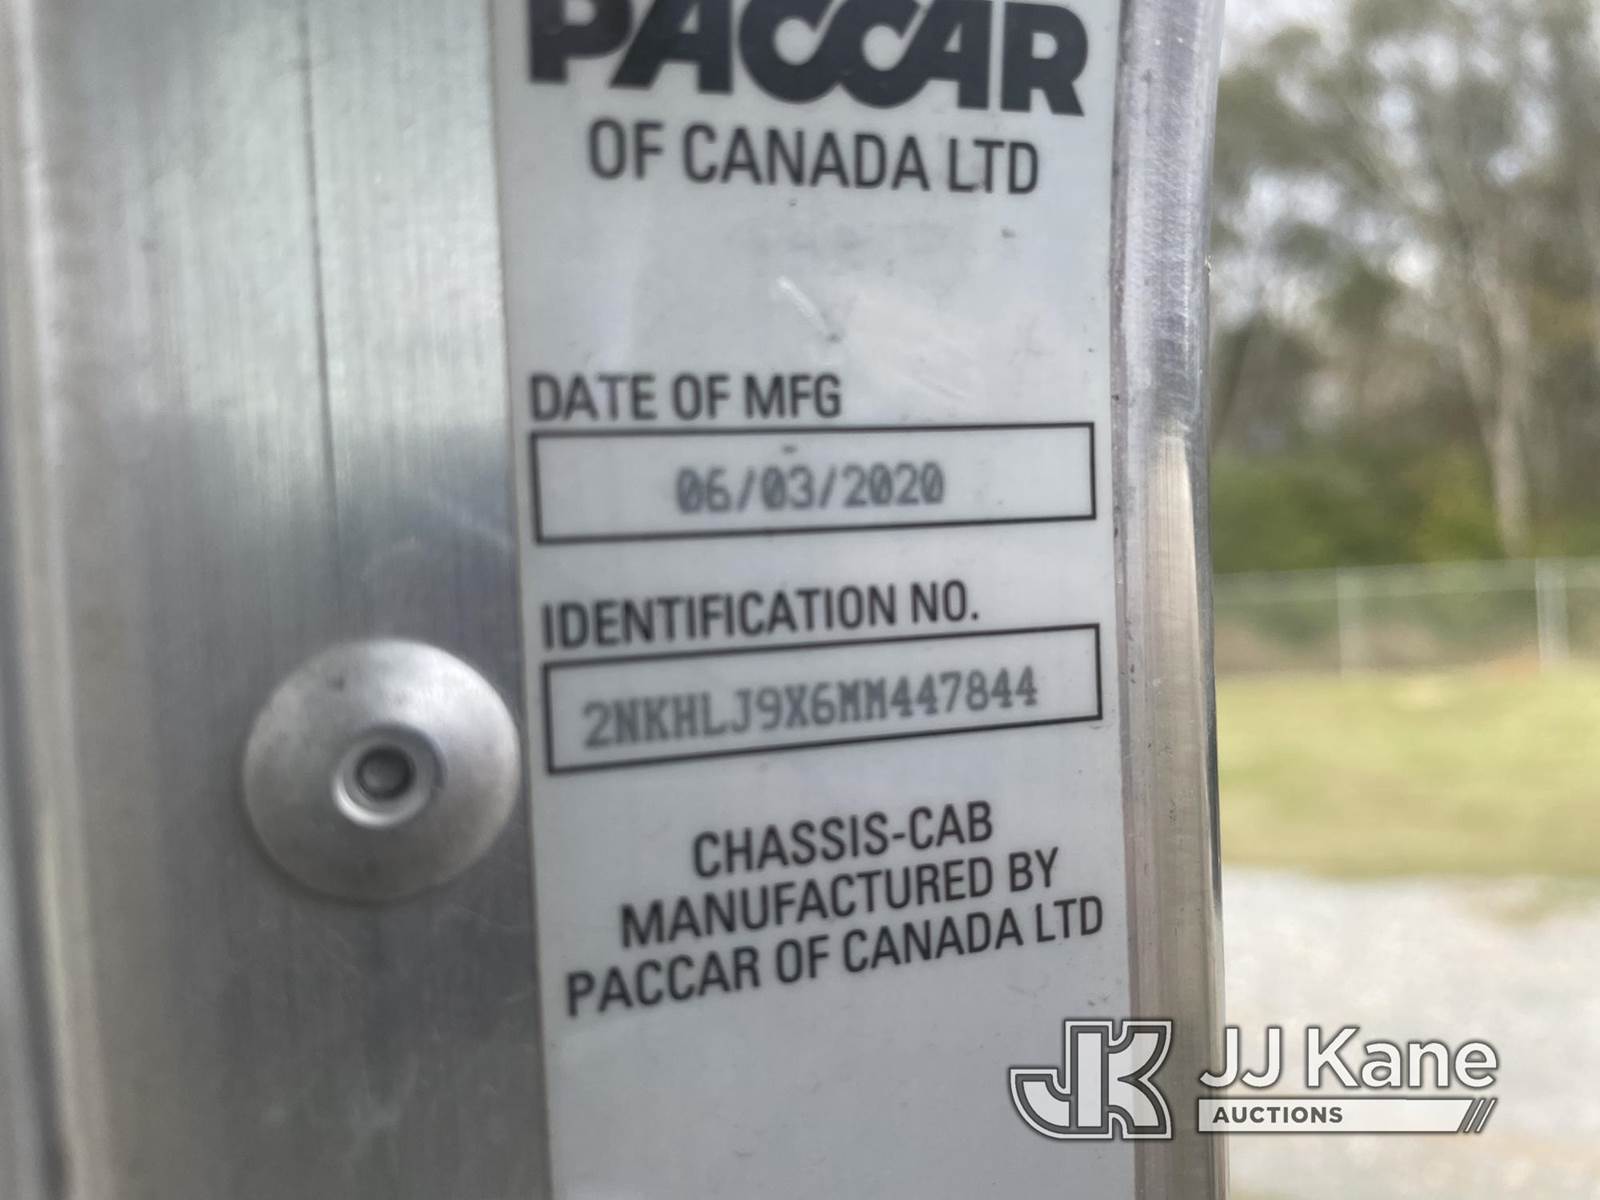 PACCAR
OF CANADA LTD
DATE OF MFG
06/03/2020
IDENTIFICATION NO.
2NKHLJ9X6MM447844
CHASSIS-CAB
MANUFACTURED BY
PACCAR OF CANADA LTD
JK JJ Kane
AUCTIONS